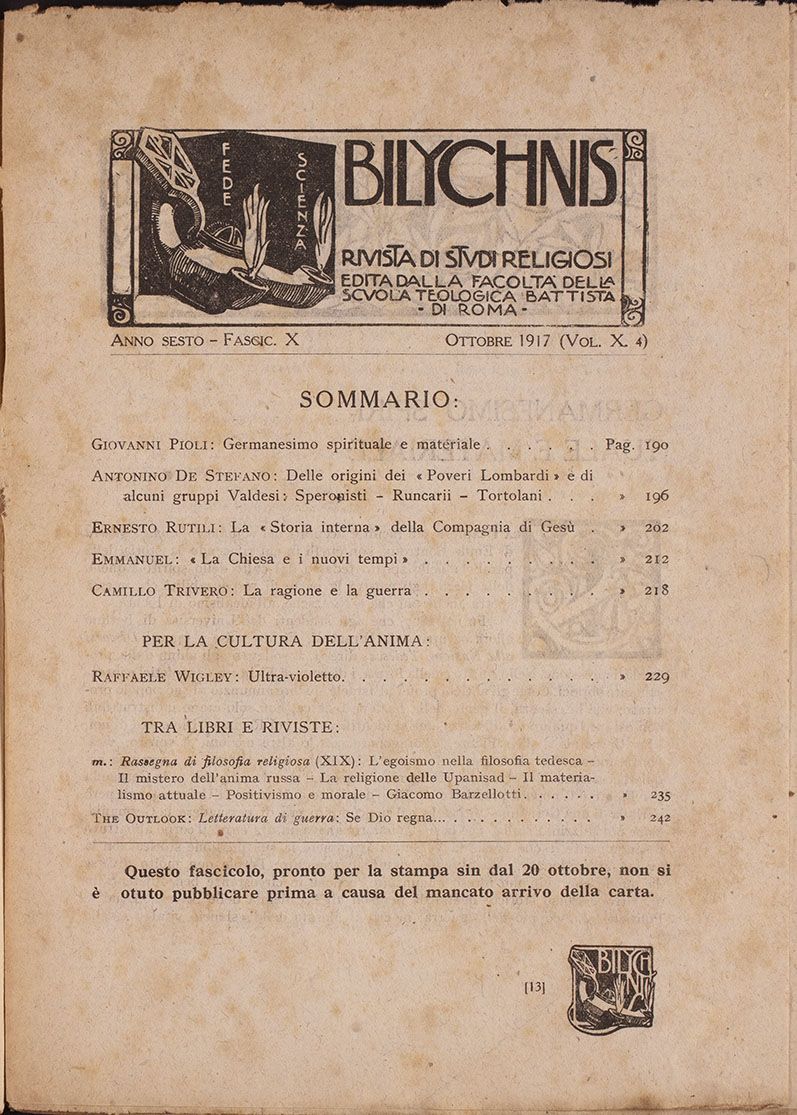 FEDE
SCIENZA
BILYCHNIS
RIVISTA DI STVDI RELIGIOSI
EDITA DALLA FACOLTA' DELLA
SCVOLA TEOLOGICA BATTISTA
- DI ROMA -
ANNO SESTO - FASCIC. X OTTOBRE 1917 (VOL. X. 4)
SOMMARIO:
GIOVANNI PIOLI: Germanesimo spirituale e matériale . . . . . . Pag. 190
ANTONINO DE STEFANO: Delle origini dei « Poveri Lombardi » e di
alcuni gruppi Valdesi: Speronisti - Runcarii - Tortolani . . . » 196
ERNESTO RUTILI: La « Storia interna » della Compagnia di Gesù . » 202
EMMANUEL: « La Chiesa e i nuovi tempi » . . . . . . . . . . » 212
CAMILLO TRIVERO: La ragione e la guerra . . . . . . . . . . » 218
PER LA CULTURA DELL'ANIMA:
RAFFAELE WIGLEY: Ultra-violetto. . . . . . . . . . . . . » 229
TRA LIBRI E RIVISTE:
m.: Rassegna di filosofia religiosa (XIX): L'egoismo nella filosofia tedesca -
Il mistero dell'anima russa - La religione delle Upanisad - Il materia-
lismo attuale - Positivismo e morale - Giacomo Barzellotti. . . . . . » 235
THE OUTLOOK: Letteratura di guerra: Se Dio regna... . . . . . . . . . . . » 242
Questo fascicolo, pronto per la stampa sin dal 20 ottobre, non si
è otuto pubblicare prima a causa del mancato arrivo della carta.
[13]
BILYCHNIS